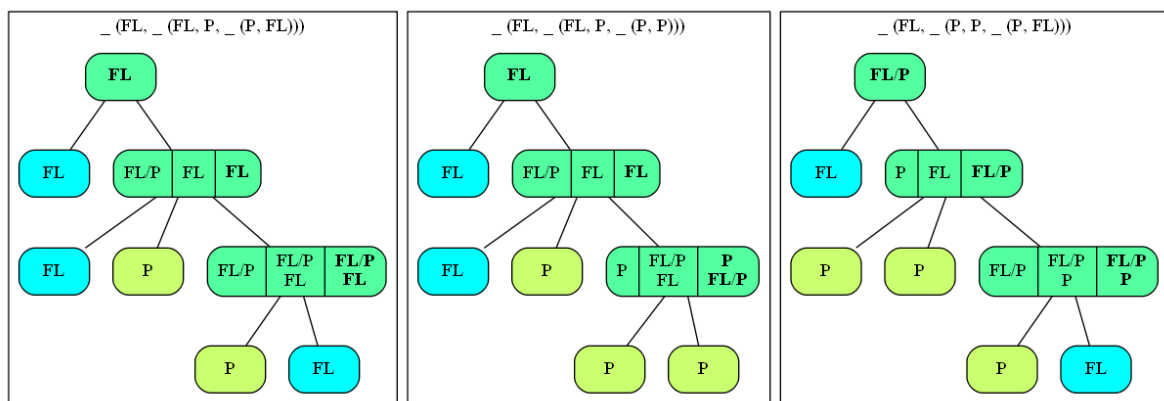 _ (FL, _ (FL, P, _ (P, FL)))
FL
FL
FL/P FL FL
FL
P
FL/P
FL/P
FL
FL/P
FL
P
FL
_ (FL, _ (FL, P, _ (P, P)))
FL
FL
FL/P FL FL
FL
P
P
FL/P
FL
P
FL/P
P
P
_ (FL, _ (P, P, _ (P, FL)))
FL/P
FL
P FL FL/P
P
P
FL/P
FL/P
P
FL/P
P
P
FL